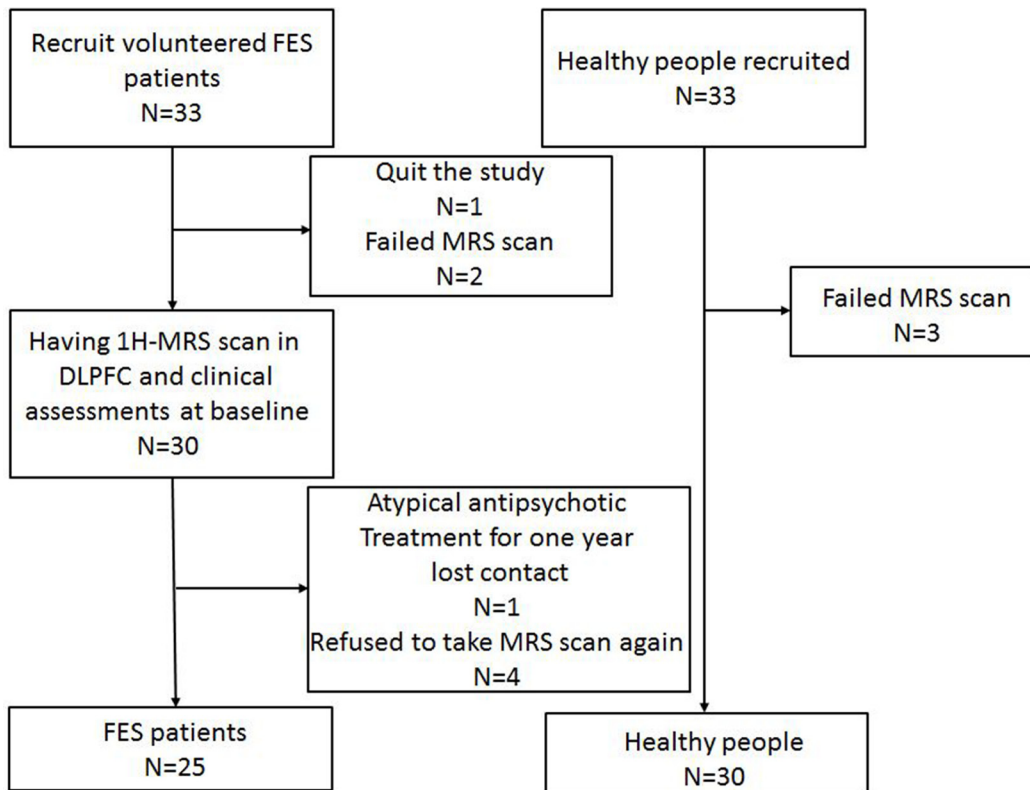 Recruit volunteered FES
patients
N=33
Healthy people recruited
N=33
Quit the study
N=1
Failed MRS scan
N=2
Failed MRS scan
N=3
Having 1H-MRS scan in
DLPFC and clinical
assessments at baseline
N=30
Atypical antipsychotic
Treatment for one year
lost contact
N=1
Refused to take MRS scan again
N=4
FES patients
N=25
Healthy people
N=30